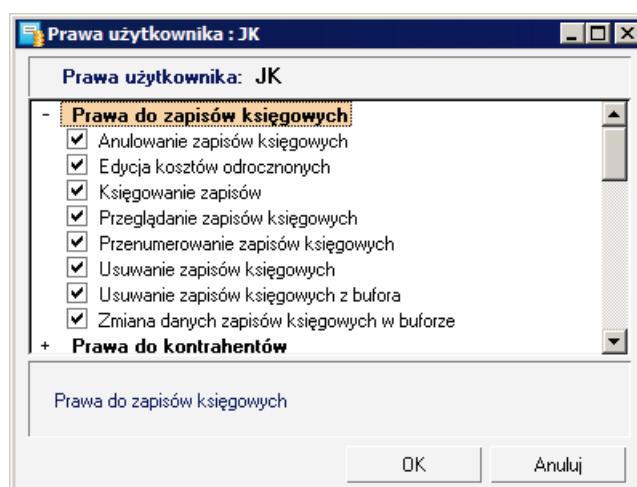 Prawa użytkownika : JK
Prawa użytkownika: JK
- Prawa do zapisów księgowych
Anulowanie zapisów księgowych
Edycja kosztów odrocznonych
Księgowanie zapisów
Przeglądanie zapisów księgowych
Przenumerowanie zapisów księgowych
Usuwanie zapisów księgowych
Usuwanie zapisów księgowych z bufora
Zmiana danych zapisów księgowych w buforze
+ Prawa do kontrahentów
Prawa do zapisów księgowych
OK Anuluj